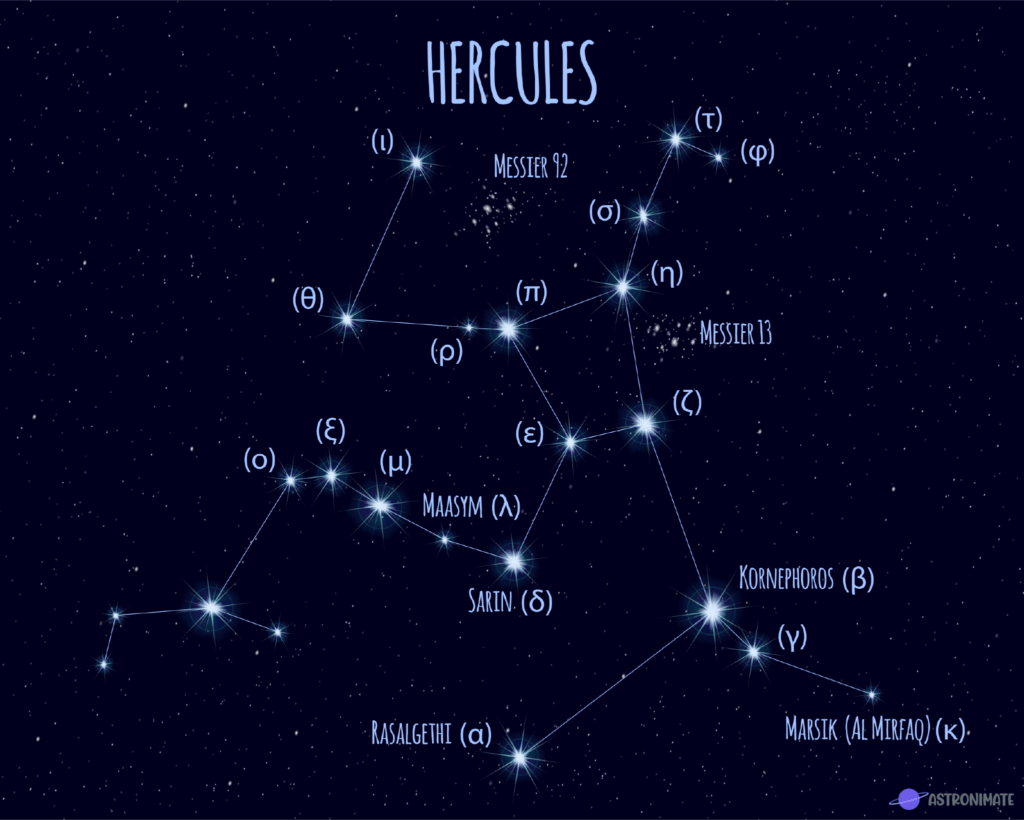 HERCULES
(τ)
(ι)
(φ)
MESSIER 92
(σ)
(η)
(π)
(θ)
MESSIER 13
(ρ)
(ζ)
(ξ)
(ε)
(ο)
(μ)
MAASYM (λ)
KORNEPHOROS (β)
SARIN (δ)
(γ)
RASALGETHI (α)
MARSIK (AL MIRFAQ) (κ)
ASTRONIMATE